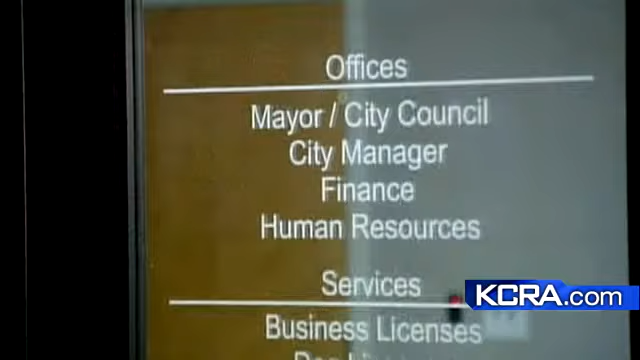 Offices
Mayor / City Council
City Manager
Finance
Human Resources
Services
KCRA.com
Business Licenses